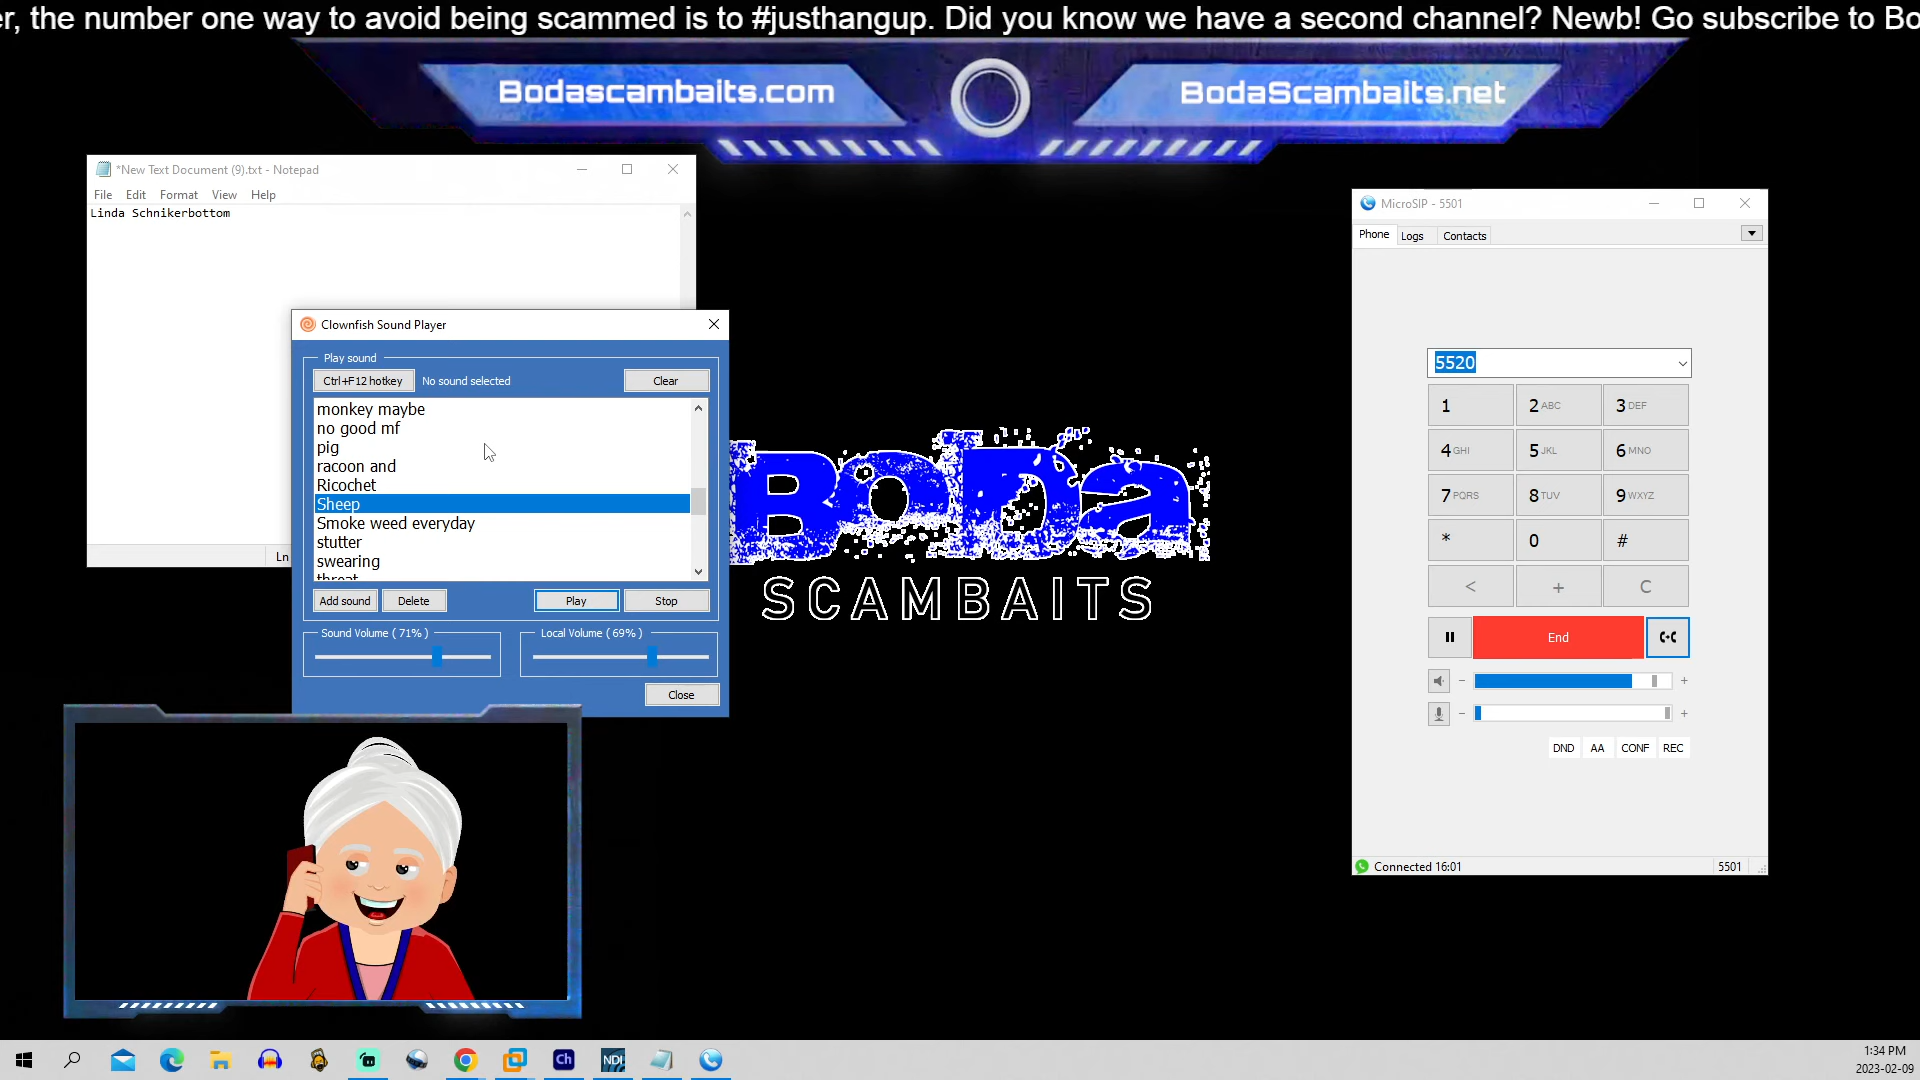 er, the number one way to avoid being scammed is to #justhangup. Did you know we have a second channel? Newb! Go subscribe to Bo
Bodascambaits.com
BodaScambaits.net
*New Text Document (9).txt - Notepad
File Edit Format View Help
Linda Schnikerbottom
Ln
Clownfish Sound Player
Play sound
Ctrl+F12 hotkey No sound selected Clear
monkey maybe
no good mf
pig
racoon and
Ricochet
Sheep
Smoke weed everyday
stutter
swearing
threat
Add sound Delete Play Stop
Sound Volume ( 71% ) Local Volume ( 69% )
Close
BoDa
SCAMBAITS
MicroSIP - 5501
Phone Logs Contacts
5520
1 2 ABC 3 DEF
4 GHI 5 JKL 6 MNO
7 PQRS 8 TUV 9 WXYZ
* 0 #
< + C
End
- +
- +
DND AA CONF REC
Connected 16:01 5501
Ch
NDI
1:34 PM
2023-02-09